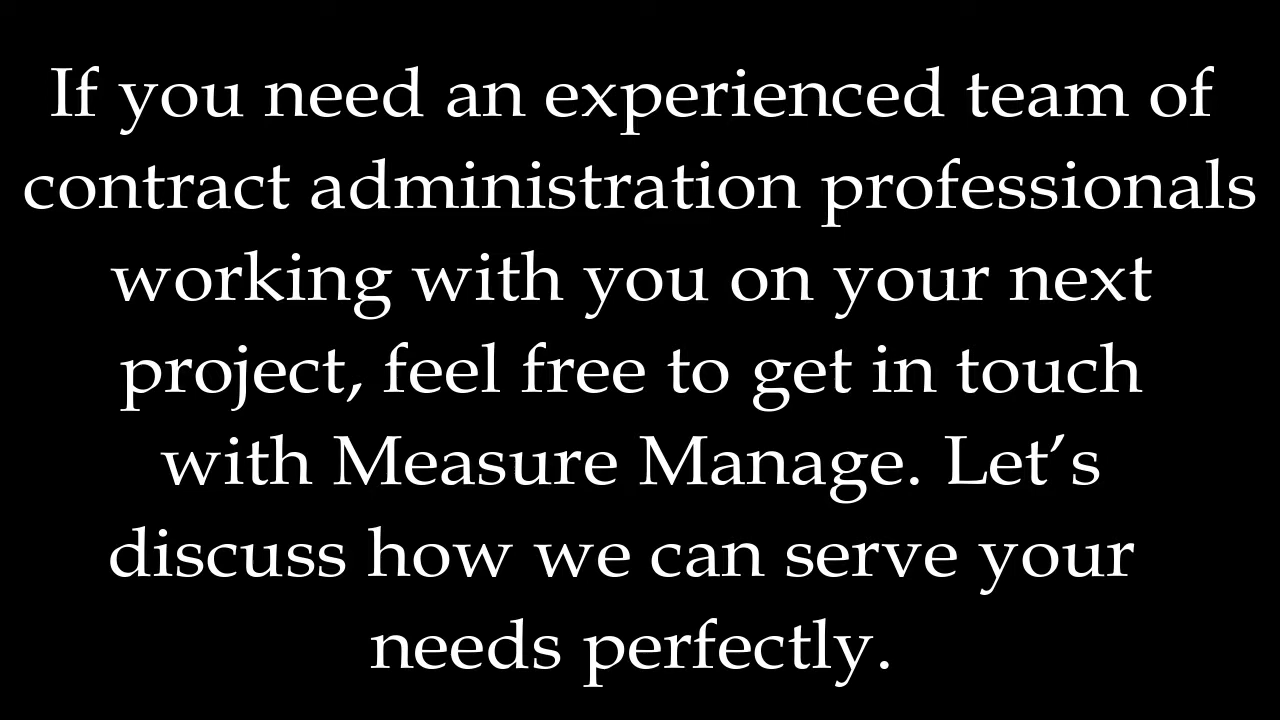 If you need an experienced team of
contract administration professionals
working with you on your next
project, feel free to get in touch
with Measure Manage. Let’s
discuss how we can serve your
needs perfectly.